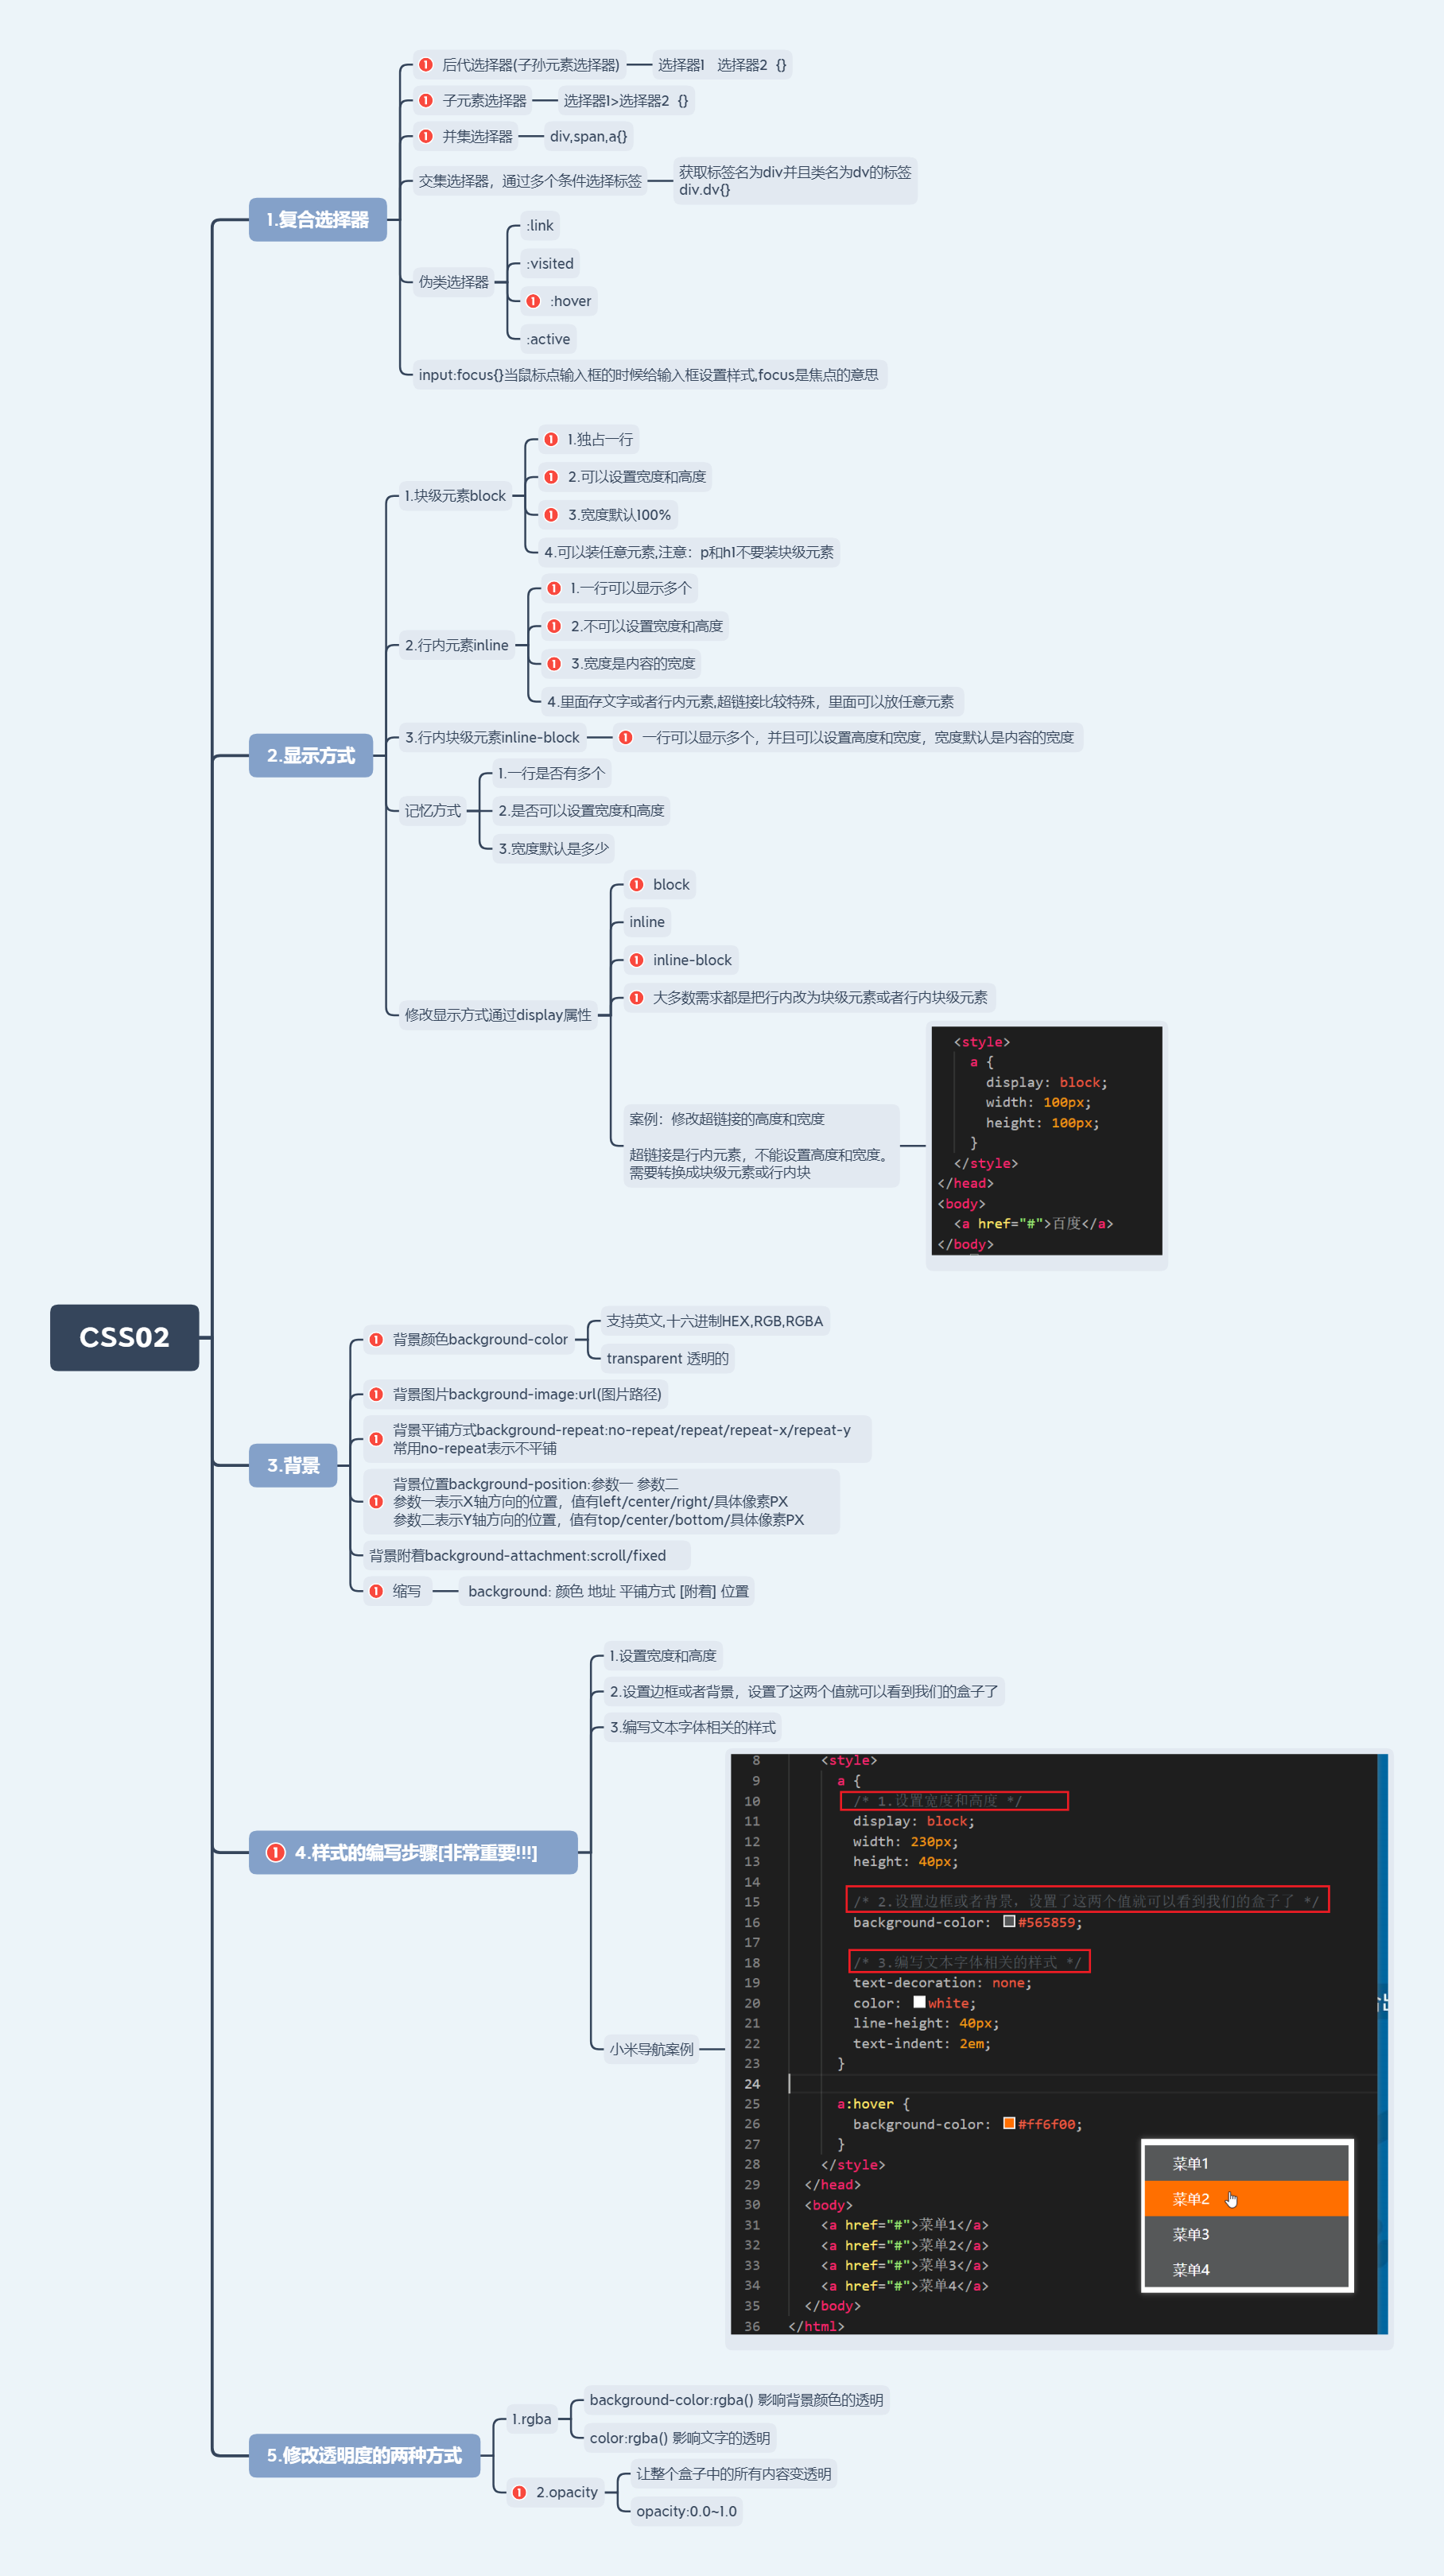 CSS02
1.复合选择器
1 后代选择器(子孙元素选择器)
选择器1 选择器2 {}
1 子元素选择器
选择器1>选择器2 {}
1 并集选择器
div,span,a{}
交集选择器，通过多个条件选择标签
获取标签名为div并且类名为dv的标签
div.dv{}
伪类选择器
:link
:visited
1 :hover
:active
input:focus{}当鼠标点输入框的时候给输入框设置样式,focus是焦点的意思
2.显示方式
1.块级元素block
1 1.独占一行
1 2.可以设置宽度和高度
1 3.宽度默认100%
4.可以装任意元素,注意：p和h1不要装块级元素
2.行内元素inline
1 1.一行可以显示多个
1 2.不可以设置宽度和高度
1 3.宽度是内容的宽度
4.里面存文字或者行内元素,超链接比较特殊，里面可以放任意元素
3.行内块级元素inline-block
1 一行可以显示多个，并且可以设置高度和宽度，宽度默认是内容的宽度
记忆方式
1.一行是否有多个
2.是否可以设置宽度和高度
3.宽度默认是多少
修改显示方式通过display属性
1 block
inline
1 inline-block
1 大多数需求都是把行内改为块级元素或者行内块级元素
案例：修改超链接的高度和宽度
超链接是行内元素，不能设置高度和宽度。
需要转换成块级元素或行内块
<style>
a {
display: block;
width: 100px;
height: 100px;
}
</style>
</head>
<body>
<a href="#">百度</a>
</body>
3.背景
1 背景颜色background-color
支持英文,十六进制HEX,RGB,RGBA
transparent 透明的
1 背景图片background-image:url(图片路径)
1 背景平铺方式background-repeat:no-repeat/repeat/repeat-x/repeat-y
常用no-repeat表示不平铺
1 背景位置background-position:参数一 参数二
参数一表示X轴方向的位置，值有left/center/right/具体像素PX
参数二表示Y轴方向的位置，值有top/center/bottom/具体像素PX
背景附着background-attachment:scroll/fixed
1 缩写
background: 颜色 地址 平铺方式 [附着] 位置
1 4.样式的编写步骤[非常重要!!!]
1.设置宽度和高度
2.设置边框或者背景，设置了这两个值就可以看到我们的盒子了
3.编写文本字体相关的样式
小米导航案例
8 <style>
9 a {
10 /* 1.设置宽度和高度 */
11 display: block;
12 width: 230px;
13 height: 40px;
14
15 /* 2.设置边框或者背景，设置了这两个值就可以看到我们的盒子了 */
16 background-color: #565859;
17
18 /* 3.编写文本字体相关的样式 */
19 text-decoration: none;
20 color: white;
21 line-height: 40px;
22 text-indent: 2em;
23 }
24
25 a:hover {
26 background-color: #ff6f00;
27 }
28 </style>
29 </head>
30 <body>
31 <a href="#">菜单1</a>
32 <a href="#">菜单2</a>
33 <a href="#">菜单3</a>
34 <a href="#">菜单4</a>
35 </body>
36 </html>
菜单1
菜单2
菜单3
菜单4
5.修改透明度的两种方式
1.rgba
background-color:rgba() 影响背景颜色的透明
color:rgba() 影响文字的透明
1 2.opacity
让整个盒子中的所有内容变透明
opacity:0.0~1.0